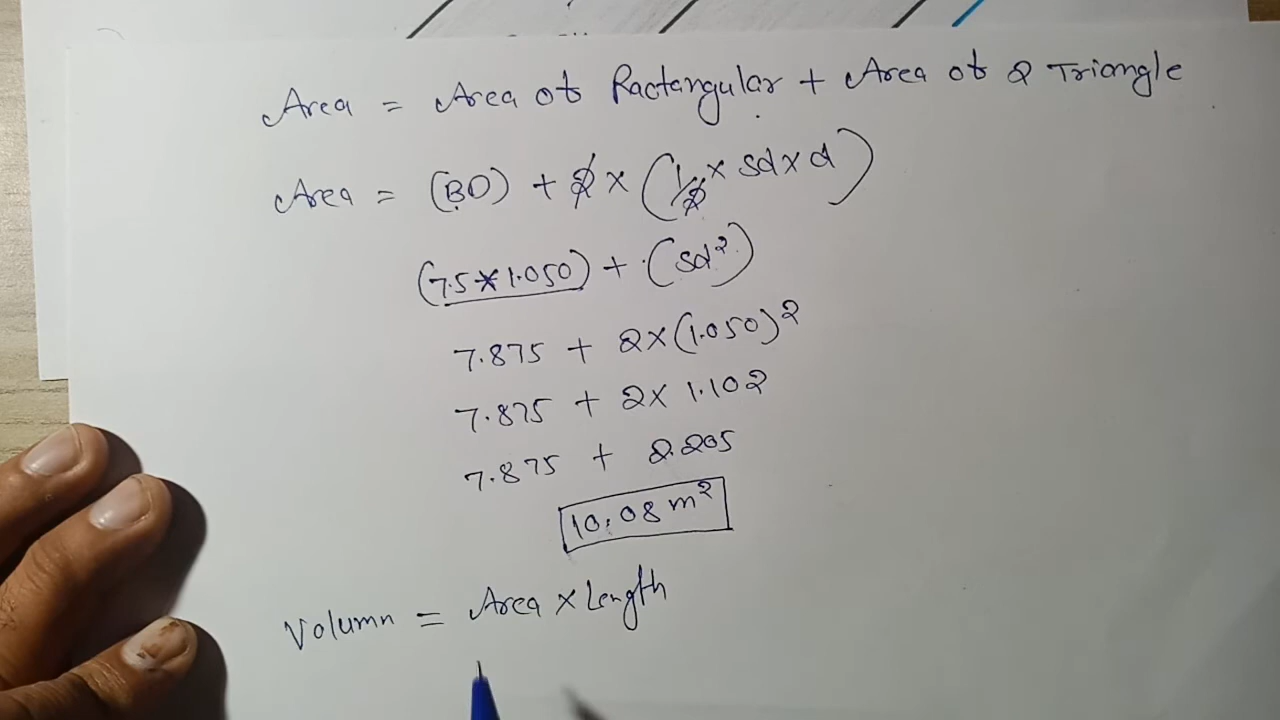 Area = Area of Ractangular + Area of 2 Triangle
Area = (BD) + 2 × (1/2 × sd × d)
(7.5*1.050) + (sd²)
7.875 + 2×(1.050)²
7.875 + 2× 1.102
7.875 + 2.205
10.08 m²
Volumn = Area × Length